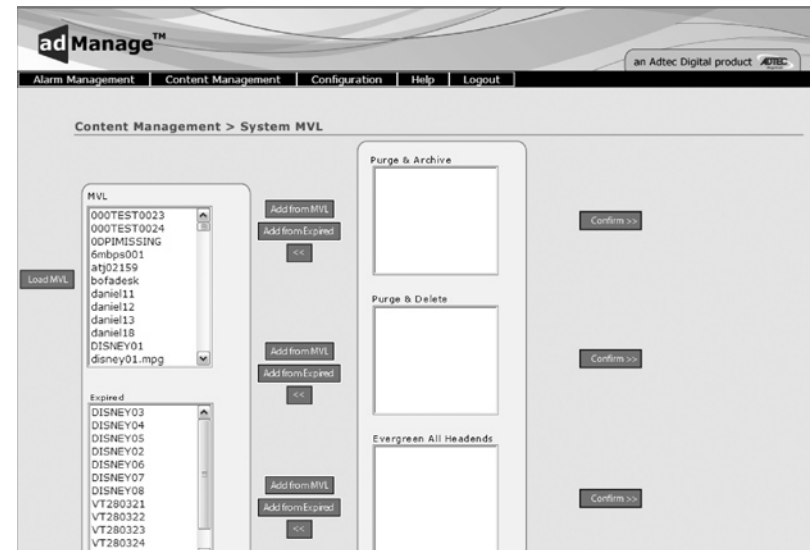 adManage™
an Adtec Digital product ADTEC
Alarm Management | Content Management | Configuration | Help | Logout
Content Management > System MVL
Load MVL
MVL
000TEST0023
000TEST0024
0DPIMISSING
6mbps001
atj02159
bofadesk
daniel11
daniel12
daniel13
daniel18
DISNEY01
disney01.mpg
Expired
DISNEY03
DISNEY04
DISNEY05
DISNEY02
DISNEY06
DISNEY07
DISNEY08
VT280321
VT280322
VT280323
VT280324
Add from MVL
Add from Expired
<<
Purge & Archive
Confirm >>
Add from MVL
Add from Expired
<<
Purge & Delete
Confirm >>
Add from MVL
Add from Expired
<<
Evergreen All Headends
Confirm >>